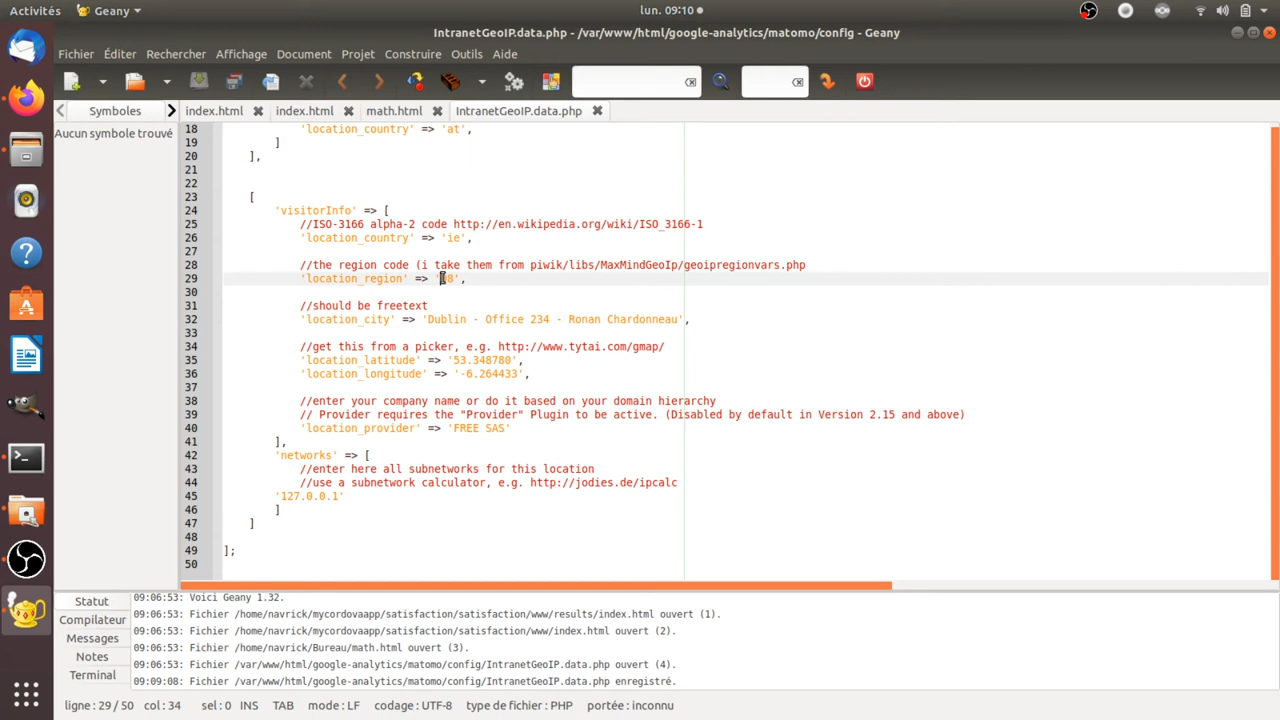 Activités
Geany
lun. 09:10
IntranetGeoIP.data.php - /var/www/html/google-analytics/matomo/config - Geany
Fichier Éditer Rechercher Affichage Document Projet Construire Outils Aide
Symboles
index.html
index.html
math.html
IntranetGeoIP.data.php
Aucun symbole trouvé
18 'location_country' => 'at',
19 ]
20 ],
21
22
23 [
24 'visitorInfo' => [
25 //ISO-3166 alpha-2 code http://en.wikipedia.org/wiki/ISO_3166-1
26 'location_country' => 'ie',
27
28 //the region code (i take them from piwik/libs/MaxMindGeoIp/geoipregionvars.php
29 'location_region' => 8',
30
31 //should be freetext
32 'location_city' => 'Dublin - Office 234 - Ronan Chardonneau',
33
34 //get this from a picker, e.g. http://www.tytai.com/gmap/
35 'location_latitude' => '53.348780',
36 'location_longitude' => '-6.264433',
37
38 //enter your company name or do it based on your domain hierarchy
39 // Provider requires the "Provider" Plugin to be active. (Disabled by default in Version 2.15 and above)
40 'location_provider' => 'FREE SAS'
41 ],
42 'networks' => [
43 //enter here all subnetworks for this location
44 //use a subnetwork calculator, e.g. http://jodies.de/ipcalc
45 '127.0.0.1'
46 ]
47 ]
48
49 ];
50
Statut
Compilateur
Messages
Notes
Terminal
09:06:53: Voici Geany 1.32.
09:06:53: Fichier /home/navrick/mycordovaapp/satisfaction/satisfaction/www/results/index.html ouvert (1).
09:06:53: Fichier /home/navrick/mycordovaapp/satisfaction/satisfaction/www/index.html ouvert (2).
09:06:53: Fichier /home/navrick/Bureau/math.html ouvert (3).
09:06:53: Fichier /var/www/html/google-analytics/matomo/config/IntranetGeoIP.data.php ouvert (4).
09:09:08: Fichier /var/www/html/google-analytics/matomo/config/IntranetGeoIP.data.php enregistré.
ligne : 29 / 50 col : 34 sel : 0 INS TAB mode : LF codage : UTF-8 type de fichier : PHP portée : inconnu